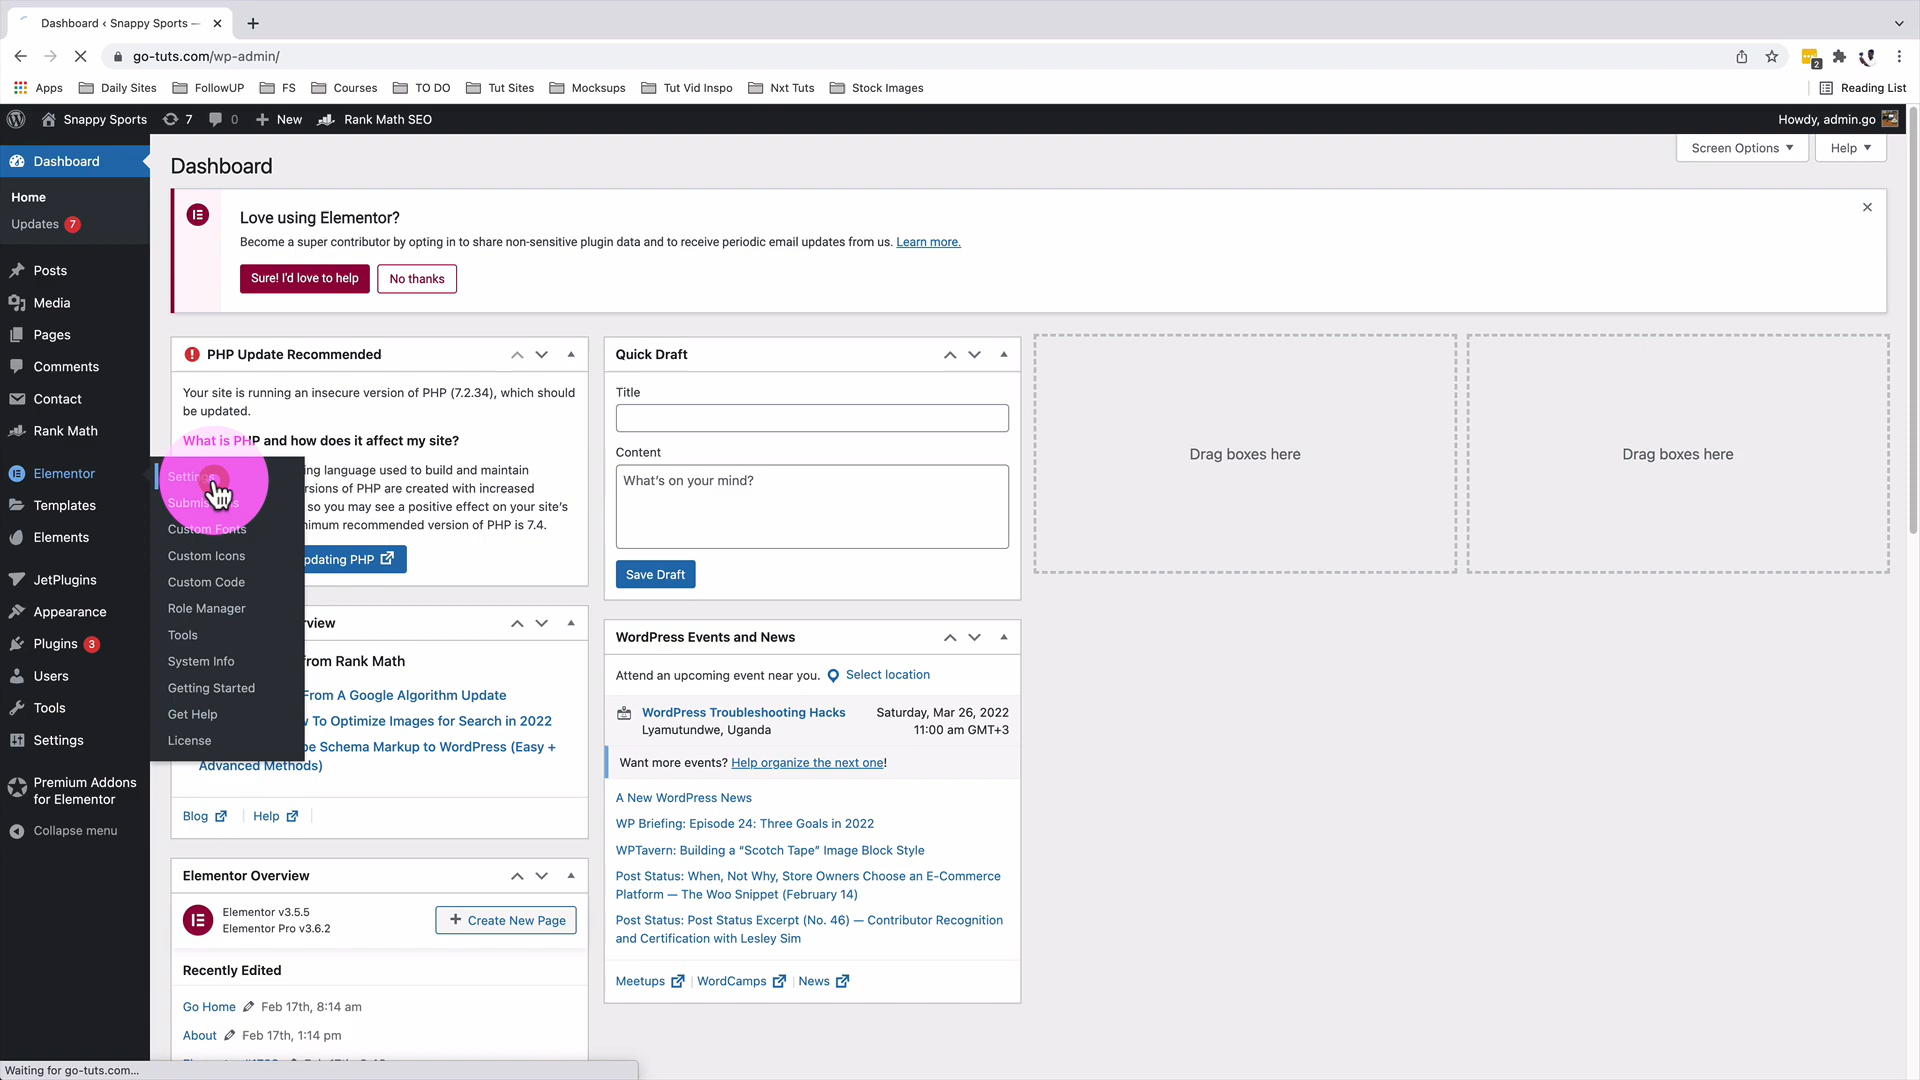 Dashboard ‹ Snappy Sports —
go-tuts.com/wp-admin/
2
Apps
Daily Sites
FollowUP
FS
Courses
TO DO
Tut Sites
Mocksups
Tut Vid Inspo
Nxt Tuts
Stock Images
Reading List
Snappy Sports
7
0
New
Rank Math SEO
Howdy, admin.go
Dashboard
Home
Updates 7
Posts
Media
Pages
Comments
Contact
Rank Math
Elementor
Templates
Elements
JetPlugins
Appearance
Plugins 3
Users
Tools
Settings
Premium Addons
for Elementor
Collapse menu
Settings
Custom Fonts
Custom Icons
Custom Code
Role Manager
Tools
System Info
Getting Started
Get Help
License
Dashboard
Screen Options
Help
Love using Elementor?
Become a super contributor by opting in to share non-sensitive plugin data and to receive periodic email updates from us. Learn more.
Sure! I'd love to help
No thanks
PHP Update Recommended
Your site is running an insecure version of PHP (7.2.34), which should
be updated.
What is PHP and how does it affect my site?
language used to build and maintain
of PHP are created with increased
so you may see a positive effect on your site's
recommended version of PHP is 7.4.
PHP
from Rank Math
From A Google Algorithm Update
To Optimize Images for Search in 2022
Schema Markup to WordPress (Easy +
Advanced Methods)
Blog
Help
Elementor Overview
Elementor v3.5.5
Elementor Pro v3.6.2
Create New Page
Recently Edited
Go Home Feb 17th, 8:14 am
About Feb 17th, 1:14 pm
Quick Draft
Title
Content
What's on your mind?
Save Draft
WordPress Events and News
Attend an upcoming event near you. Select location
WordPress Troubleshooting Hacks
Lyamutundwe, Uganda
Saturday, Mar 26, 2022
11:00 am GMT+3
Want more events? Help organize the next one!
A New WordPress News
WP Briefing: Episode 24: Three Goals in 2022
WPTavern: Building a “Scotch Tape” Image Block Style
Post Status: When, Not Why, Store Owners Choose an E-Commerce
Platform — The Woo Snippet (February 14)
Post Status: Post Status Excerpt (No. 46) — Contributor Recognition
and Certification with Lesley Sim
Meetups
WordCamps
News
Drag boxes here
Drag boxes here
Waiting for go-tuts.com...